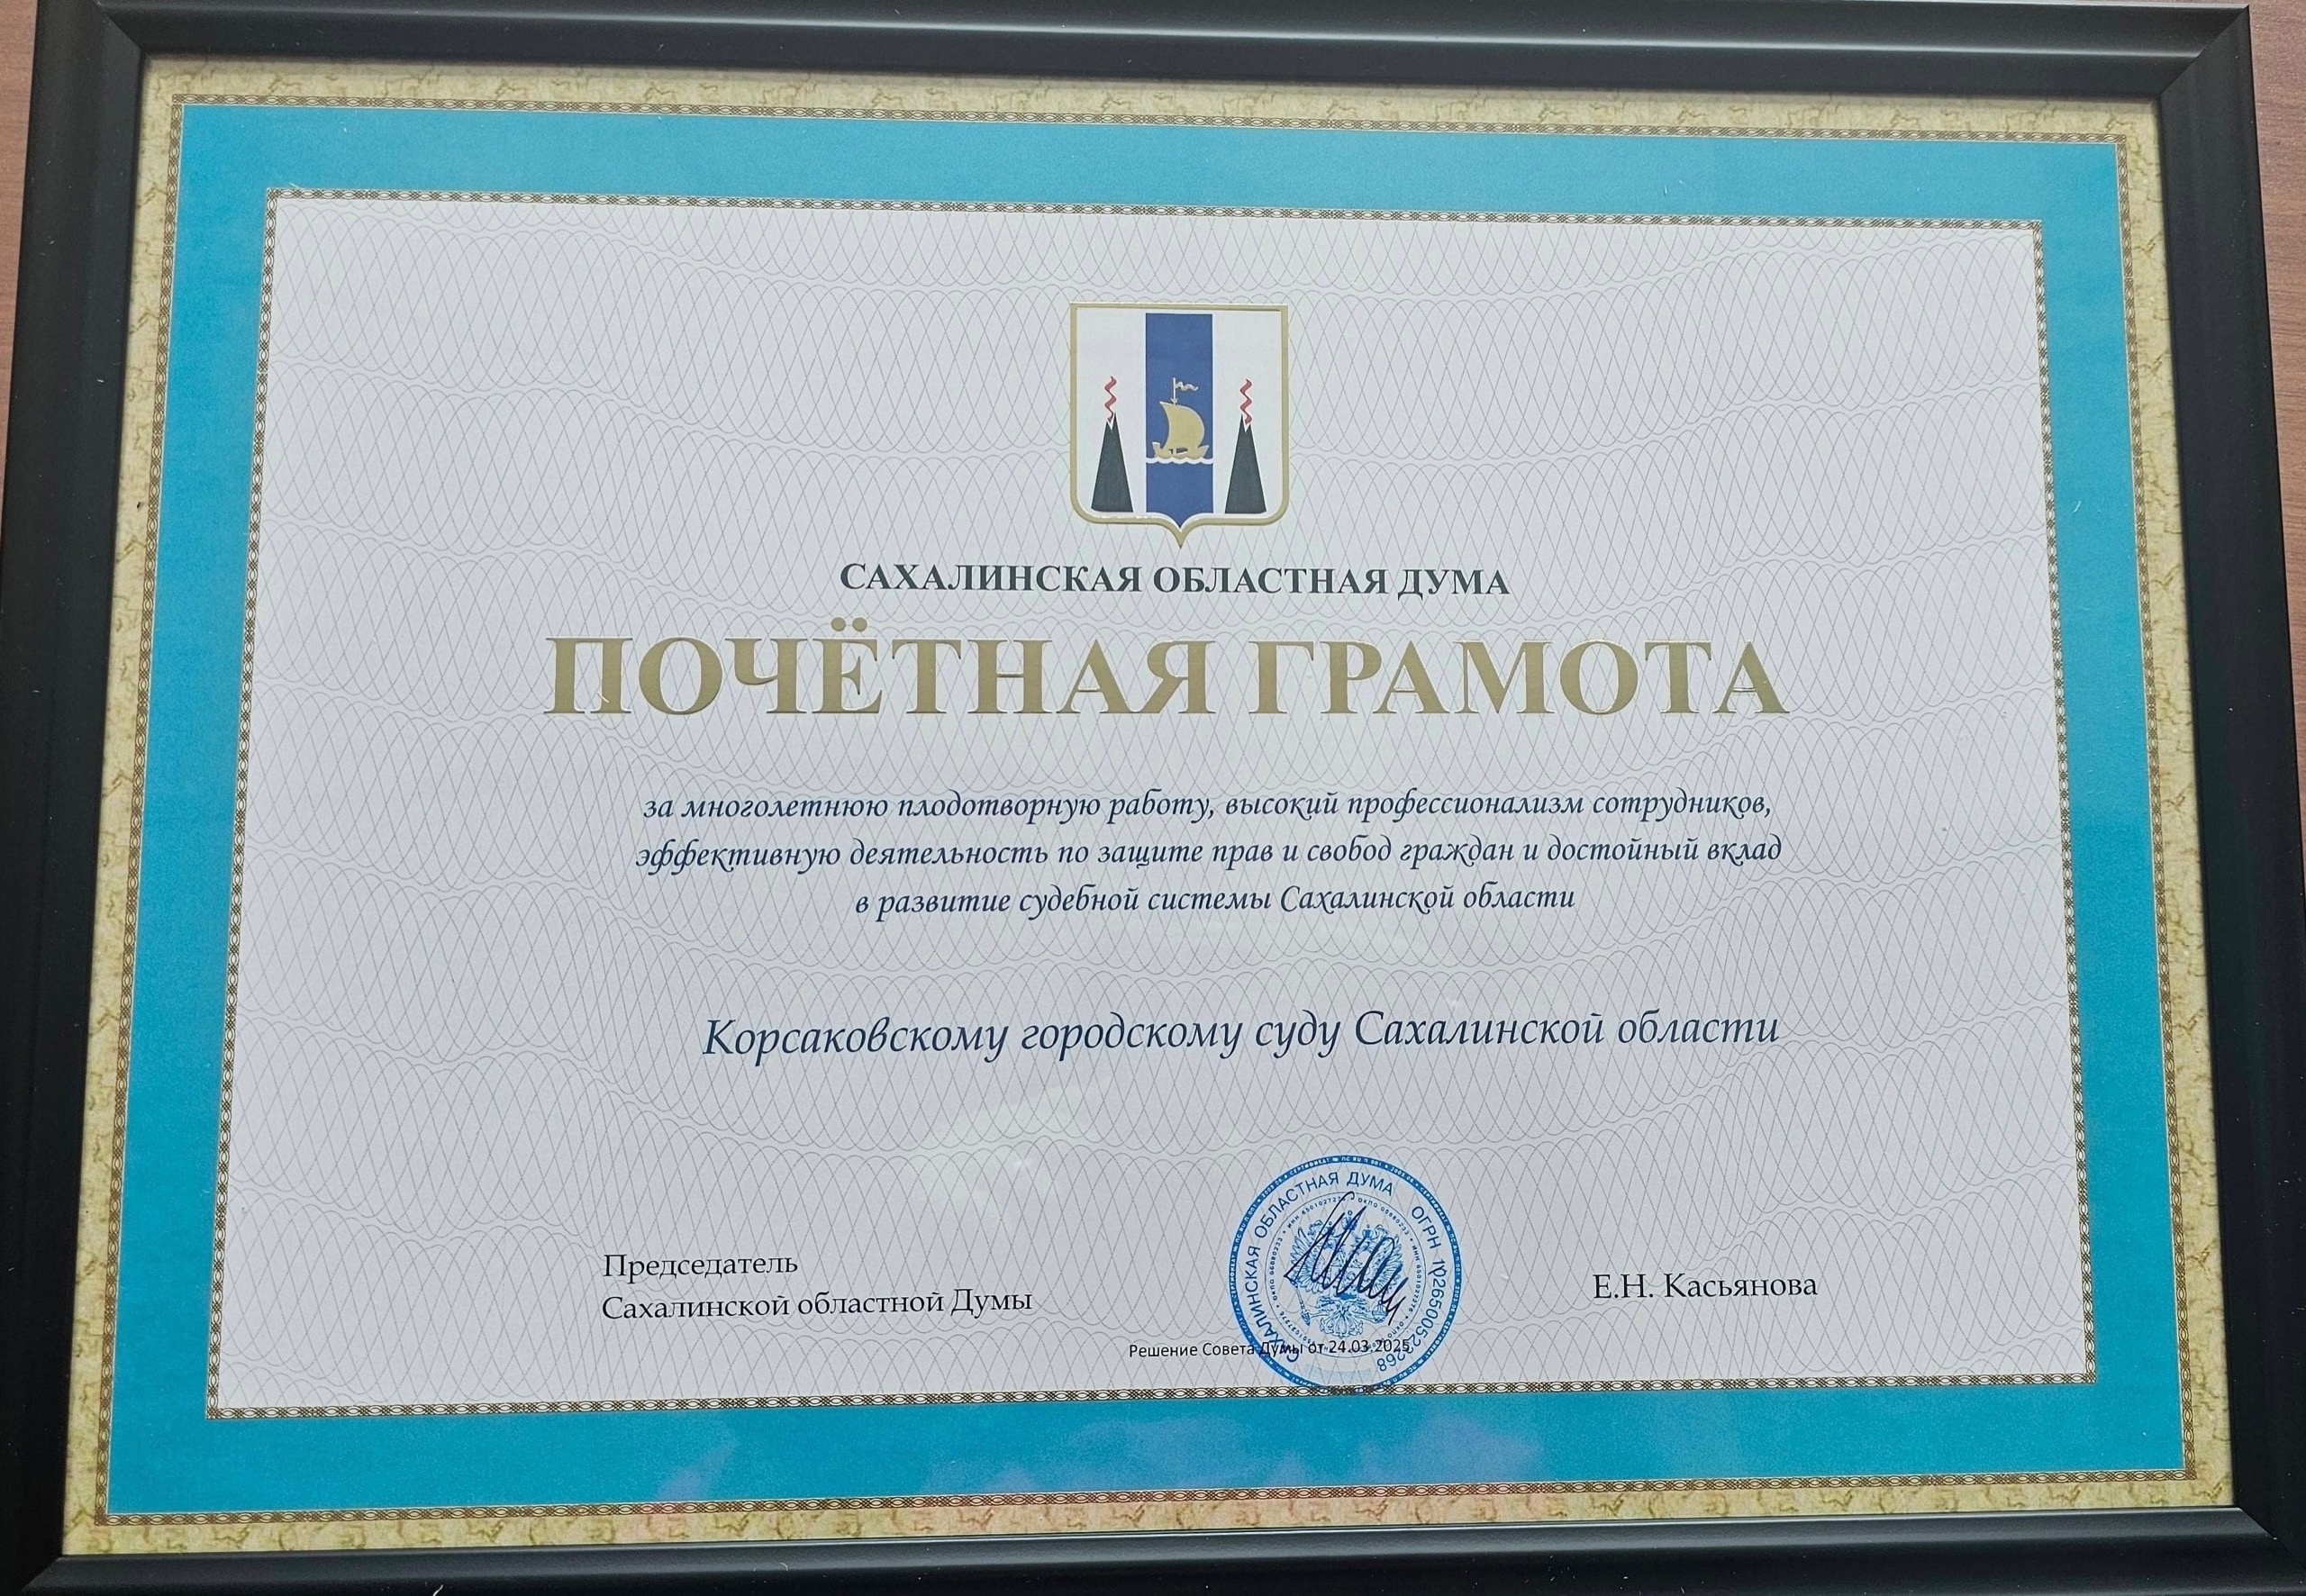 САХАЛИНСКАЯ ОБЛАСТНАЯ ДУМА
ПОЧЁТНАЯ ГРАМОТА
за многолетнюю плодотворную работу, высокий профессионализм сотрудников,
эффективную деятельность по защите прав и свобод граждан и достойный вклад
в развитие судебной системы Сахалинской области
Корсаковскому городскому суду Сахалинской области
Председатель
Сахалинской областной Думы
Е.Н. Касьянова
САХАЛИНСКАЯ ОБЛАСТНАЯ ДУМА ОГРН
Решение Совета Думы от 24.03.2025